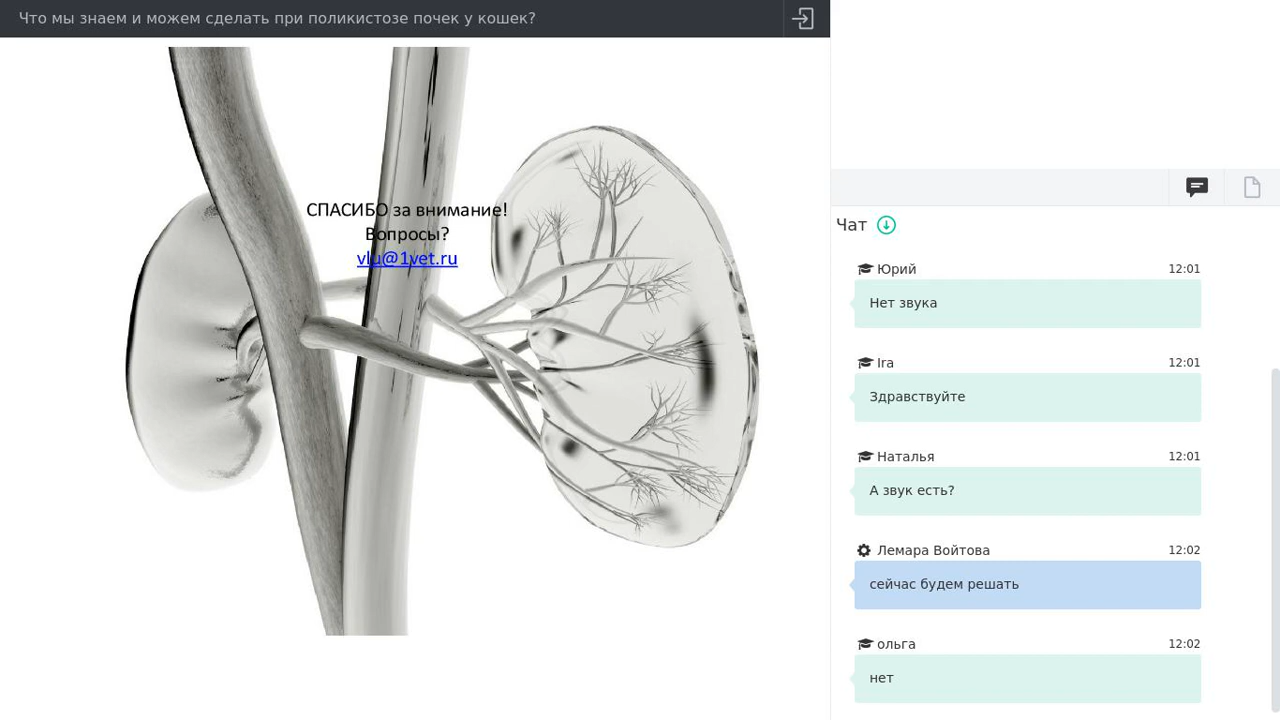 Что мы знаем и можем сделать при поликистозе почек у кошек?
СПАСИБО за внимание!
Вопросы?
vlu@1vet.ru
Чат
Юрий 12:01
Нет звука
Ira 12:01
Здравствуйте
Наталья 12:01
А звук есть?
Лемара Войтова 12:02
сейчас будем решать
ольга 12:02
нет